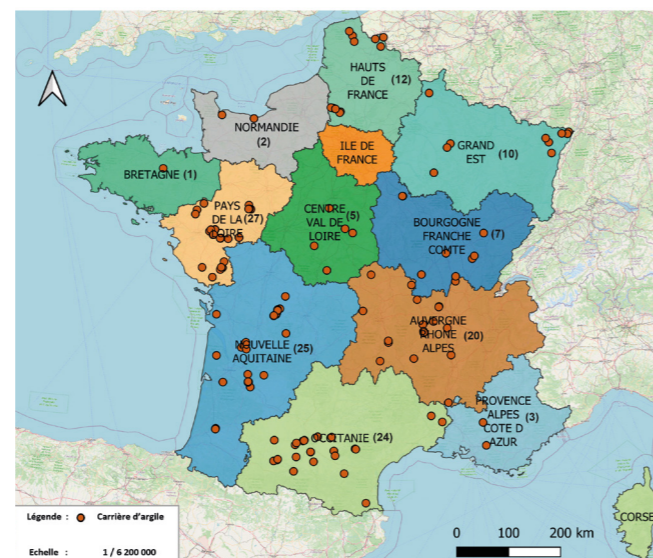 HAUTS
DE (12)
FRANCE
NORMANDIE
(2)
ILE DE
FRANCE
GRAND
EST (10)
BRETAGNE (1)
PAYS
DE LA (27)
LOIRE
CENTRE
VAL DE (5)
LOIRE
BOURGOGNE
FRANCHE (7)
COMTE
NOUVELLE (25)
AQUITAINE
AUVERGNE
RHONE (20)
ALPES
OCCITANIE (24)
PROVENCE
ALPES (3)
COTE D
AZUR
CORSE
Légende : Carrière d'argile
Echelle : 1 / 6 200 000
0 100 200 km